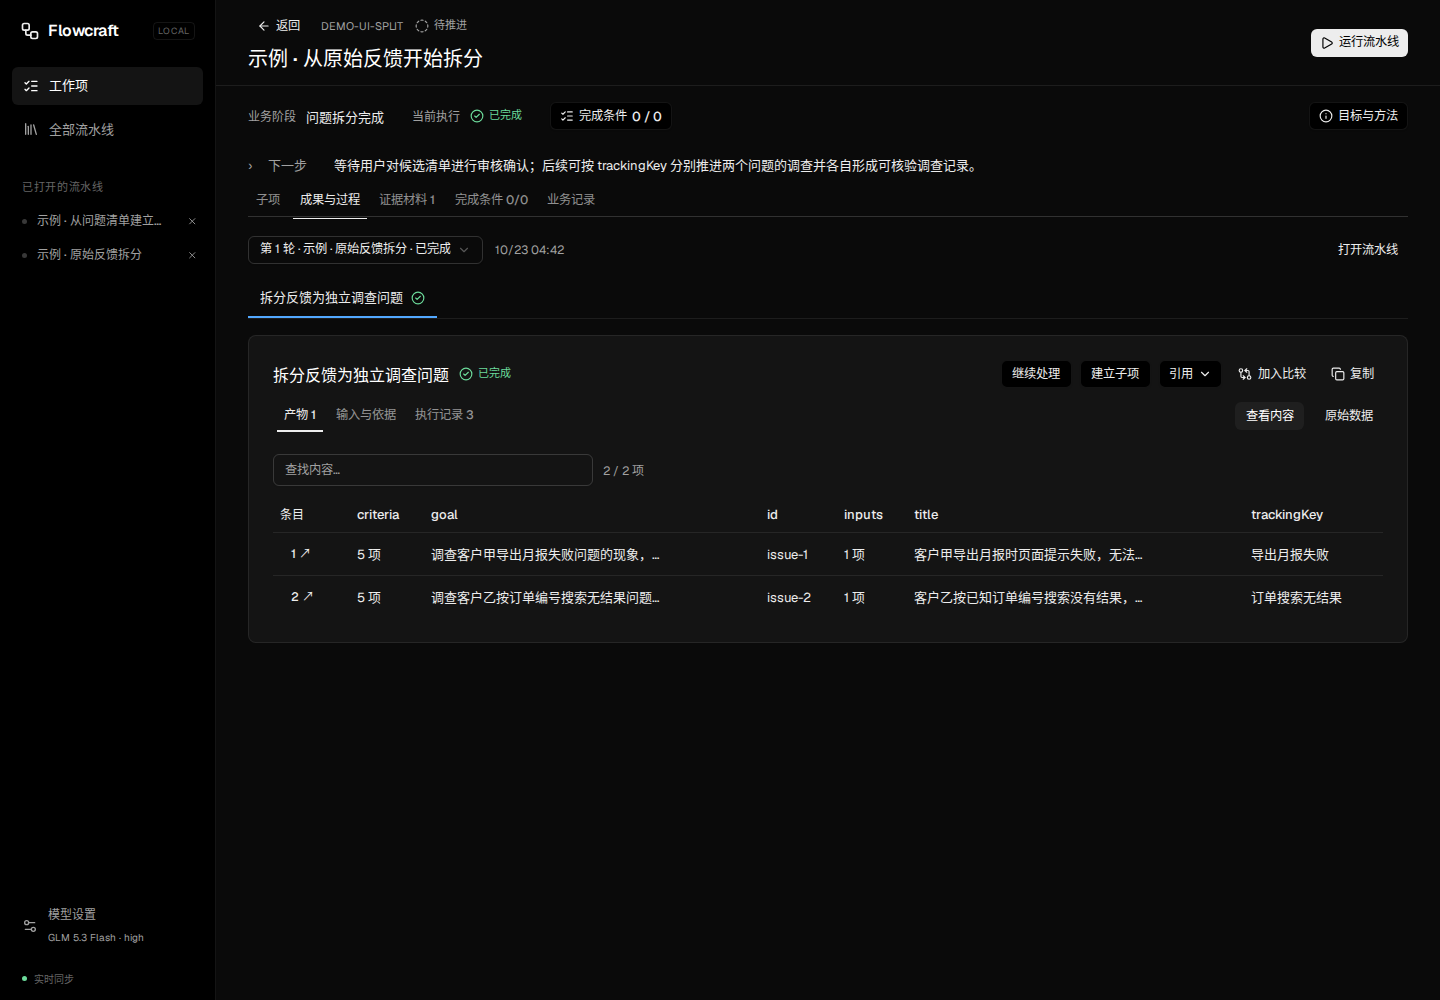 Flowcraft LOCAL
工作项
全部流水线
已打开的流水线
示例 · 从问题清单建立...
示例 · 原始反馈拆分
模型设置
GLM 5.3 Flash · high
实时同步
返回 DEMO-UI-SPLIT 待推进
示例 · 从原始反馈开始拆分
运行流水线
业务阶段 问题拆分完成 当前执行 已完成 完成条件 0 / 0 目标与方法
› 下一步 等待用户对候选清单进行审核确认；后续可按 trackingKey 分别推进两个问题的调查并各自形成可核验调查记录。
子项 成果与过程 证据材料 1 完成条件 0/0 业务记录
第 1 轮 · 示例 · 原始反馈拆分 · 已完成 10/23 04:42 打开流水线
拆分反馈为独立调查问题
拆分反馈为独立调查问题 已完成 继续处理 建立子项 引用 加入比较 复制
产物 1 输入与依据 执行记录 3 查看内容 原始数据
查找内容... 2 / 2 项
条目 criteria goal id inputs title trackingKey
1 ↗ 5 项 调查客户甲导出月报失败问题的现象，... issue-1 1 项 客户甲导出月报时页面提示失败，无法... 导出月报失败
2 ↗ 5 项 调查客户乙按订单编号搜索无结果问题... issue-2 1 项 客户乙按已知订单编号搜索没有结果，... 订单搜索无结果